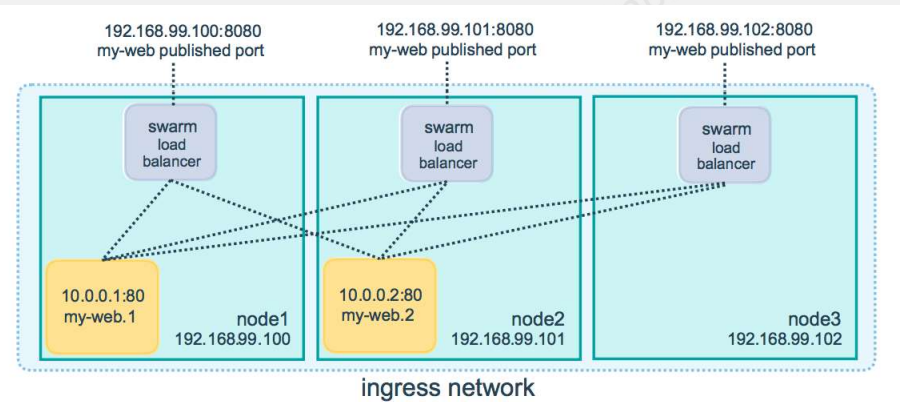 192.168.99.100:8080
my-web published port
192.168.99.101:8080
my-web published port
192.168.99.102:8080
my-web published port
swarm
load
balancer
swarm
load
balancer
swarm
load
balancer
10.0.0.1:80
my-web.1
node1
192.168.99.100
10.0.0.2:80
my-web.2
node2
192.168.99.101
node3
192.168.99.102
ingress network